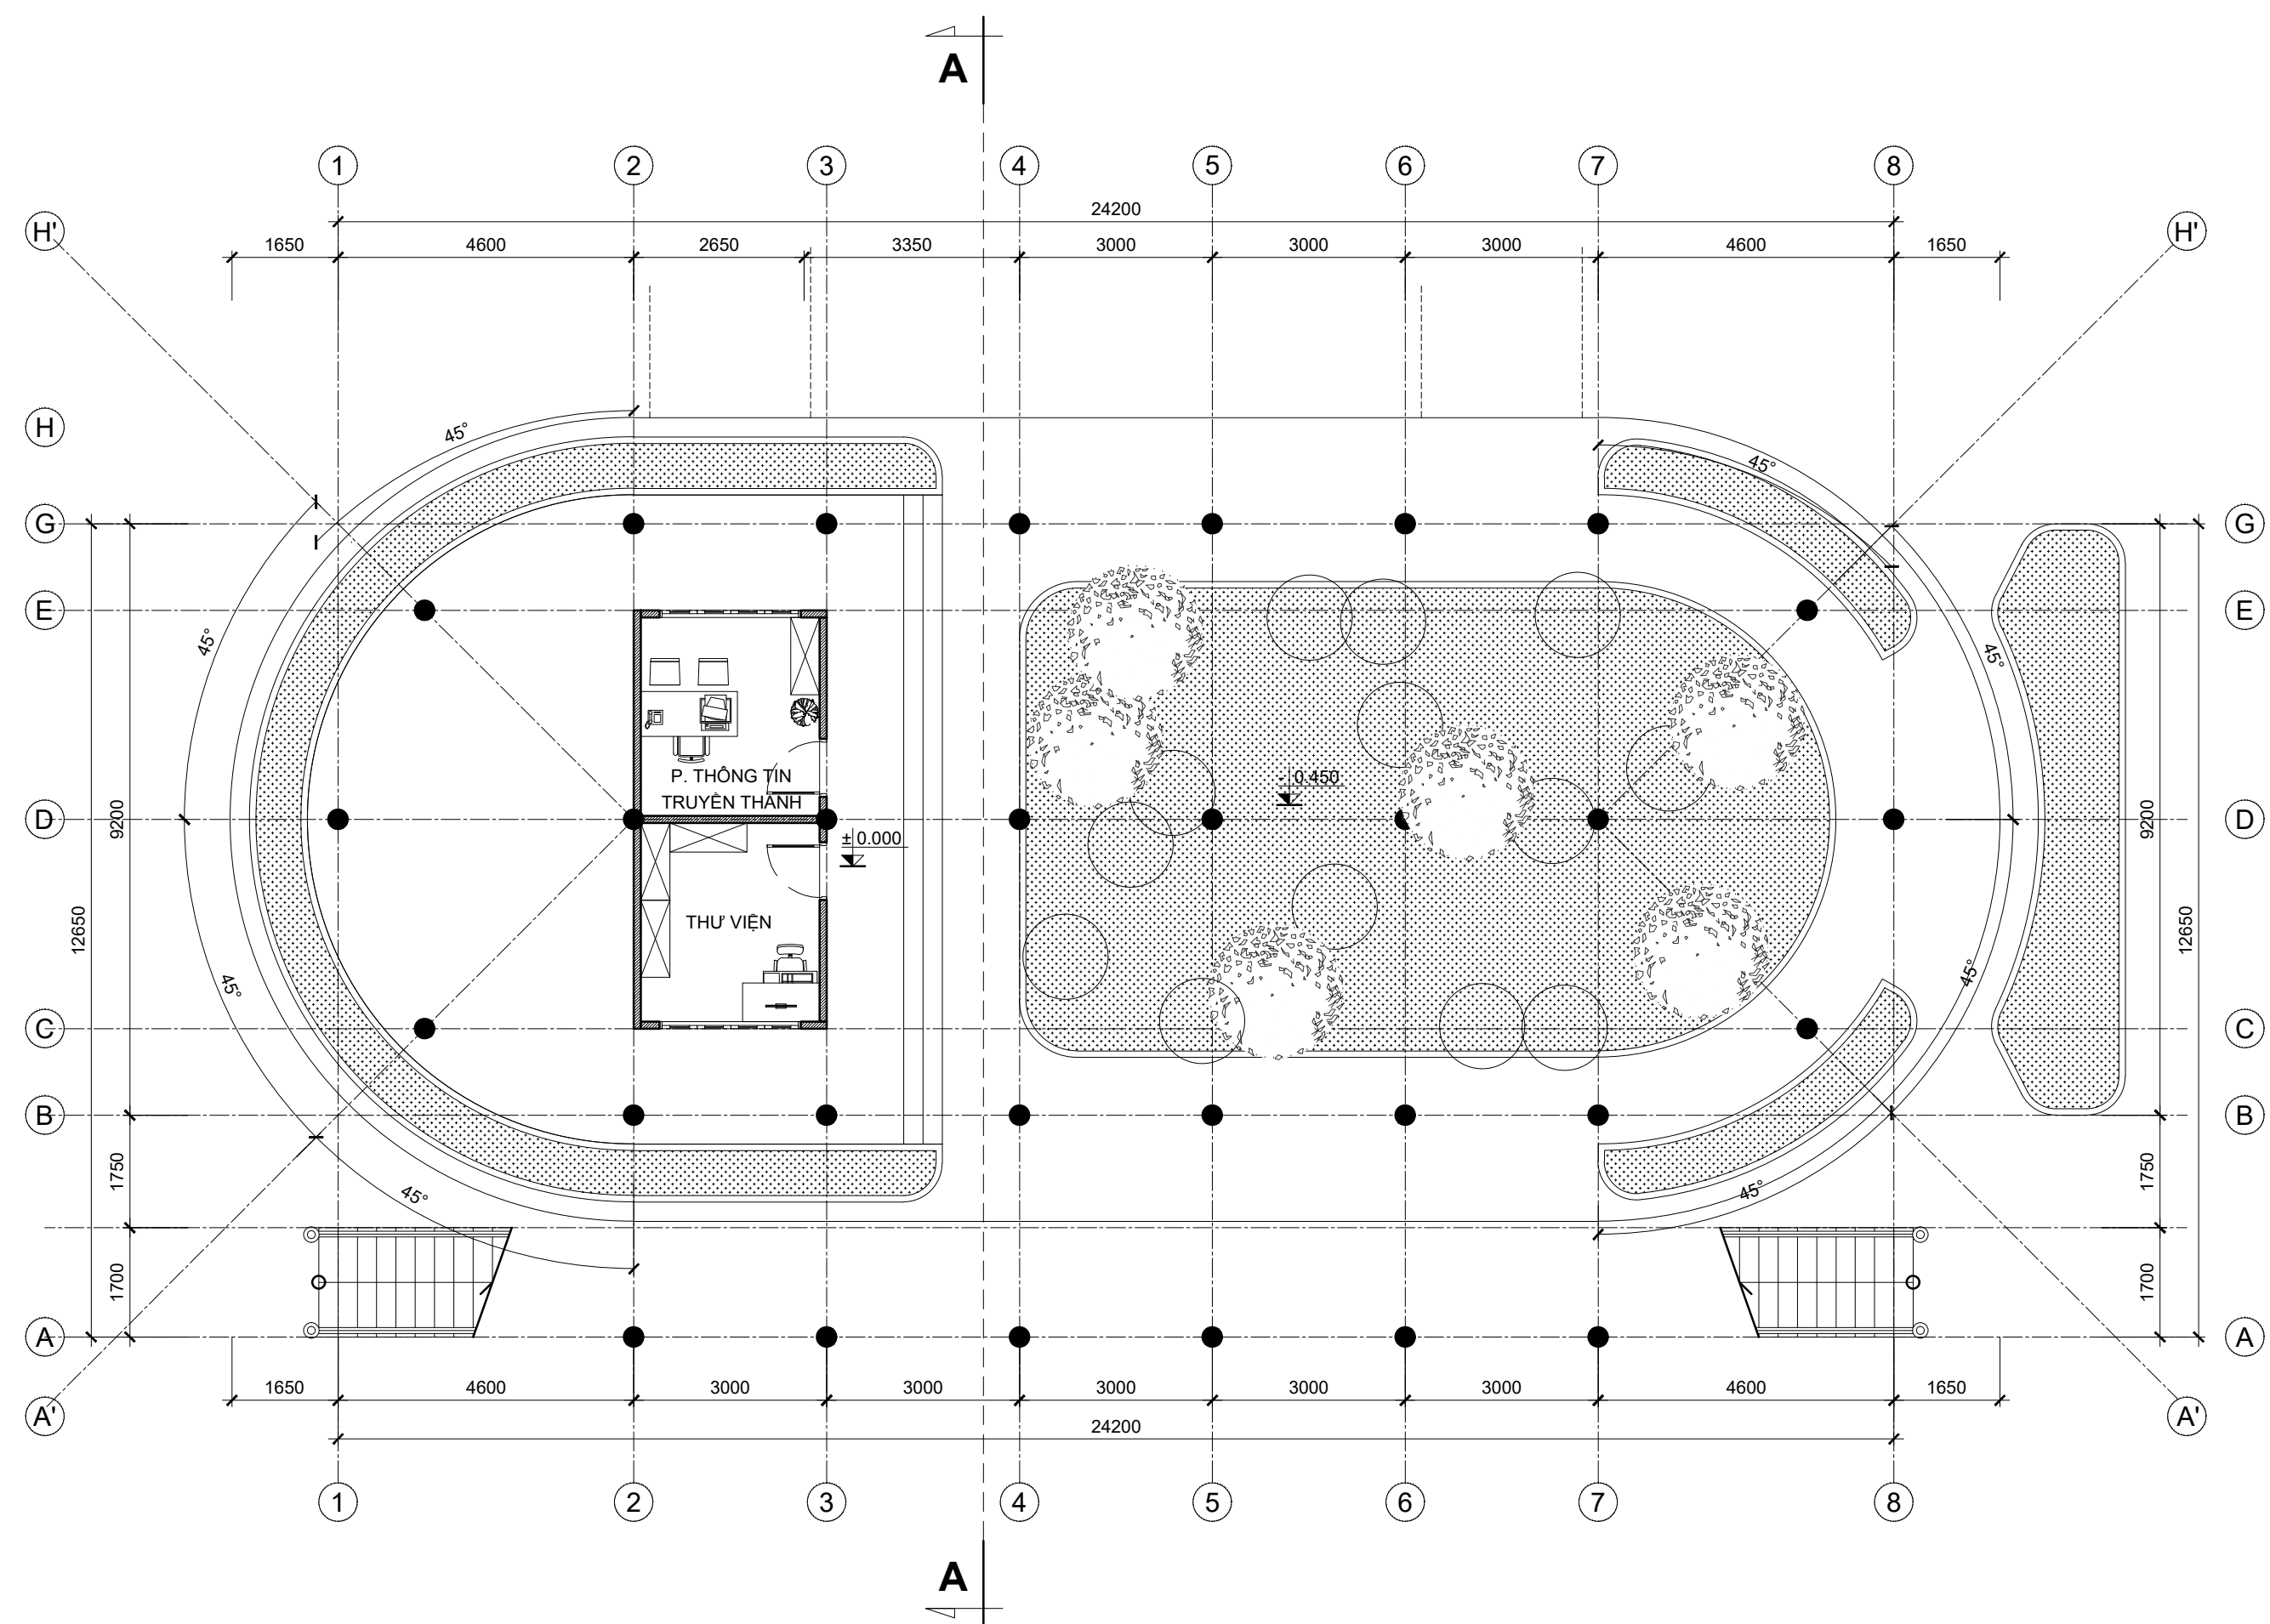 A
1 2 3 4 5 6 7 8
24200
H' H'
1650 4600 2650 3350 3000 3000 3000 4600 1650
H
45° 45°
G G
E E
45° 45°
P. THÔNG TIN
TRUYỀN THANH
- 0.450
D D
9200 9200
± 0.000
THƯ VIỆN
12650 12650
45° 45°
C C
B B
1750 1750
45° 45°
1700 1700
A A
1650 4600 3000 3000 3000 3000 3000 4600 1650
A' A'
24200
1 2 3 4 5 6 7 8
A